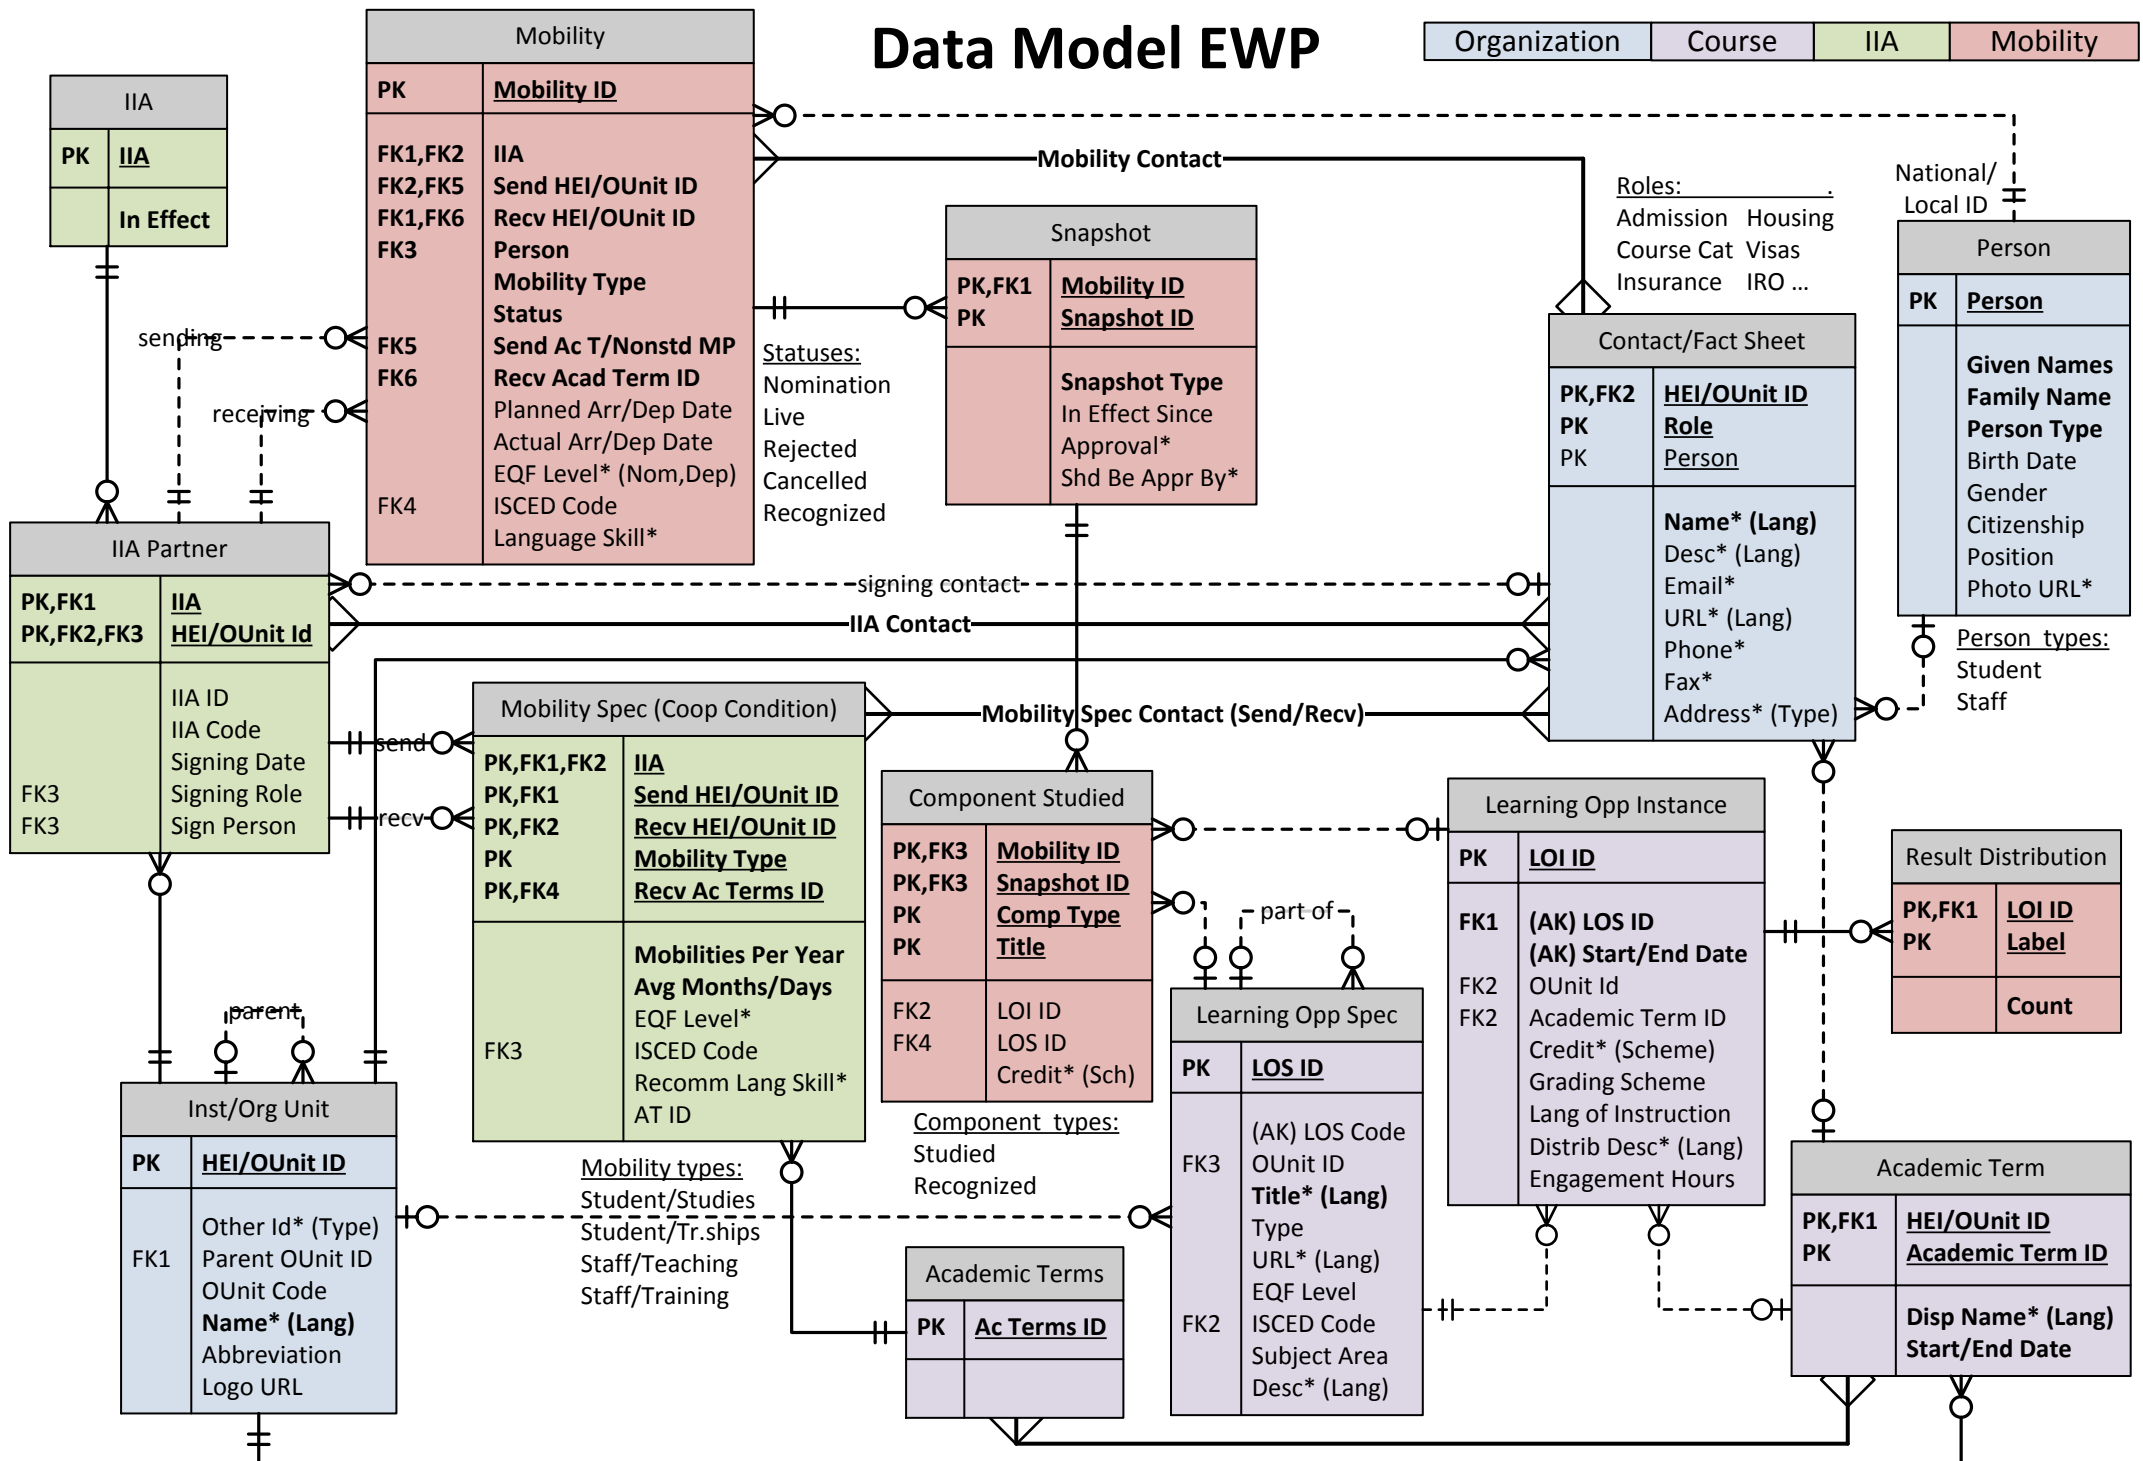 Data Model EWP
Organization
Course
IIA
Mobility
IIA
PK
IIA
In Effect
Mobility
PK
Mobility ID
FK1,FK2
IIA
FK2,FK5
Send HEI/OUnit ID
FK1,FK6
Recv HEI/OUnit ID
FK3
Person
Mobility Type
Status
FK5
Send Ac T/Nonstd MP
FK6
Recv Acad Term ID
Planned Arr/Dep Date
Actual Arr/Dep Date
EQF Level* (Nom,Dep)
FK4
ISCED Code
Language Skill*
Mobility Contact
sending
receiving
Statuses:
Nomination
Live
Rejected
Cancelled
Recognized
Snapshot
PK,FK1
Mobility ID
PK
Snapshot ID
Snapshot Type
In Effect Since
Approval*
Shd Be Appr By*
Roles: .
Admission Housing
Course Cat Visas
Insurance IRO ...
National/
Local ID
Person
PK
Person
Given Names
Family Name
Person Type
Birth Date
Gender
Citizenship
Position
Photo URL*
Person types:
Student
Staff
Contact/Fact Sheet
PK,FK2
HEI/OUnit ID
PK
Role
PK
Person
Name* (Lang)
Desc* (Lang)
Email*
URL* (Lang)
Phone*
Fax*
Address* (Type)
IIA Partner
PK,FK1
IIA
PK,FK2,FK3
HEI/OUnit Id
IIA ID
IIA Code
Signing Date
FK3
Signing Role
FK3
Sign Person
signing contact
IIA Contact
Mobility Spec Contact (Send/Recv)
send
recv
Mobility Spec (Coop Condition)
PK,FK1,FK2
IIA
PK,FK1
Send HEI/OUnit ID
PK,FK2
Recv HEI/OUnit ID
PK
Mobility Type
PK,FK4
Recv Ac Terms ID
Mobilities Per Year
Avg Months/Days
EQF Level*
FK3
ISCED Code
Recomm Lang Skill*
AT ID
Mobility types:
Student/Studies
Student/Tr.ships
Staff/Teaching
Staff/Training
Component Studied
PK,FK3
Mobility ID
PK,FK3
Snapshot ID
PK
Comp Type
PK
Title
FK2
LOI ID
FK4
LOS ID
Credit* (Sch)
Component types:
Studied
Recognized
part of
Learning Opp Instance
PK
LOI ID
FK1
(AK) LOS ID
(AK) Start/End Date
FK2
OUnit Id
FK2
Academic Term ID
Credit* (Scheme)
Grading Scheme
Lang of Instruction
Distrib Desc* (Lang)
Engagement Hours
Result Distribution
PK,FK1
LOI ID
PK
Label
Count
Learning Opp Spec
PK
LOS ID
(AK) LOS Code
FK3
OUnit ID
Title* (Lang)
Type
URL* (Lang)
EQF Level
FK2
ISCED Code
Subject Area
Desc* (Lang)
parent
Inst/Org Unit
PK
HEI/OUnit ID
Other Id* (Type)
FK1
Parent OUnit ID
OUnit Code
Name* (Lang)
Abbreviation
Logo URL
Academic Terms
PK
Ac Terms ID
Academic Term
PK,FK1
HEI/OUnit ID
PK
Academic Term ID
Disp Name* (Lang)
Start/End Date